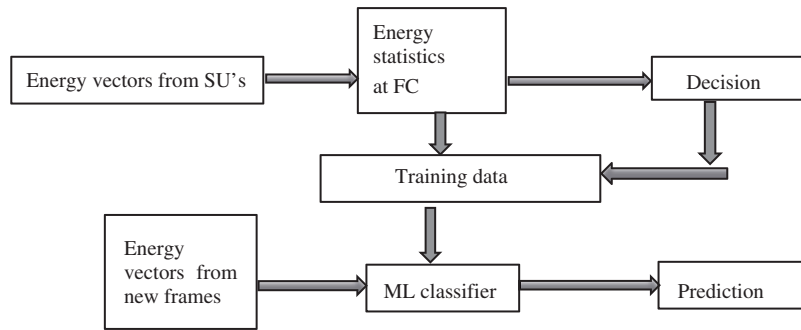 Energy vectors from SU's
Energy
statistics
at FC
Decision
Training data
Energy
vectors from
new frames
ML classifier
Prediction